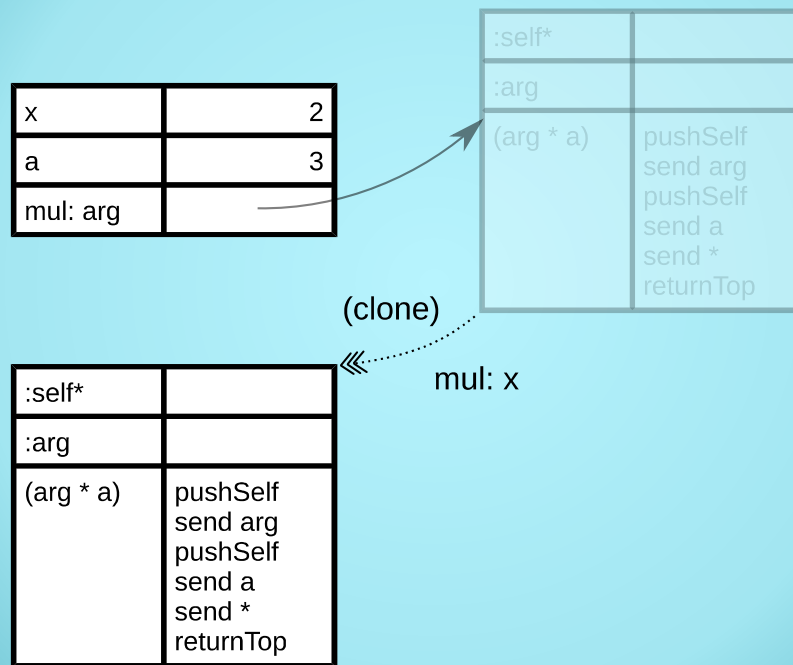 :self*
:arg
(arg * a)
pushSelf
send arg
pushSelf
send a
send *
returnTop
x 2
a 3
mul: arg
(clone)
mul: x
:self*
:arg
(arg * a)
pushSelf
send arg
pushSelf
send a
send *
returnTop